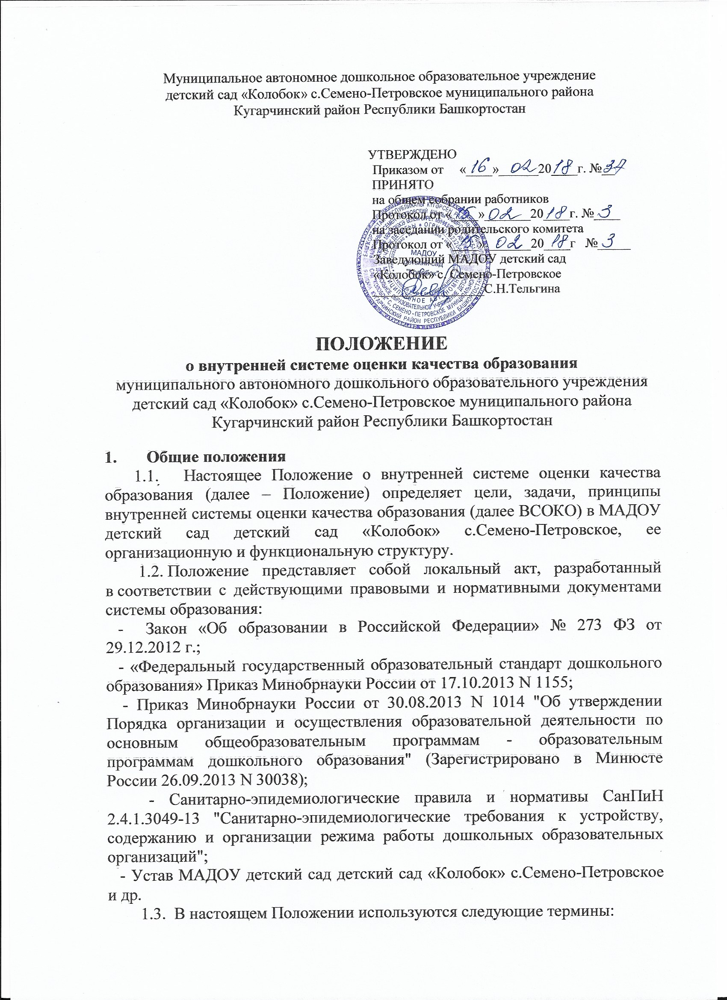 Муниципальное автономное дошкольное образовательное учреждение
детский сад «Колобок» с.Семено-Петровское муниципального района
Кугарчинский район Республики Башкортостан
УТВЕРЖДЕНО
Приказом от «16» 02 2018 г. №37
ПРИНЯТО
на общем собрании работников
Протокол от «15» 02 2018 г. № 3
на заседании родительского комитета
Протокол от «15» 02 2018 г № 3
Заведующий МАДОУ детский сад
«Колобок» с. Семено-Петровское
С.Н.Тельгина
МАДОУ
детский сад
"Колобок"
ПОЛОЖЕНИЕ
о внутренней системе оценки качества образования
муниципального автономного дошкольного образовательного учреждения
детский сад «Колобок» с.Семено-Петровское муниципального района
Кугарчинский район Республики Башкортостан
1. Общие положения
1.1. Настоящее Положение о внутренней системе оценки качества
образования (далее – Положение) определяет цели, задачи, принципы
внутренней системы оценки качества образования (далее ВСОКО) в МАДОУ
детский сад детский сад «Колобок» с.Семено-Петровское, ее
организационную и функциональную структуру.
1.2. Положение представляет собой локальный акт, разработанный
в соответствии с действующими правовыми и нормативными документами
системы образования:
- Закон «Об образовании в Российской Федерации» № 273 ФЗ от
29.12.2012 г.;
- «Федеральный государственный образовательный стандарт дошкольного
образования» Приказ Минобрнауки России от 17.10.2013 N 1155;
- Приказ Минобрнауки России от 30.08.2013 N 1014 "Об утверждении
Порядка организации и осуществления образовательной деятельности по
основным общеобразовательным программам - образовательным
программам дошкольного образования" (Зарегистрировано в Минюсте
России 26.09.2013 N 30038);
- Санитарно-эпидемиологические правила и нормативы СанПиН
2.4.1.3049-13 "Санитарно-эпидемиологические требования к устройству,
содержанию и организации режима работы дошкольных образовательных
организаций";
- Устав МАДОУ детский сад детский сад «Колобок» с.Семено-Петровское
и др.
1.3. В настоящем Положении используются следующие термины: